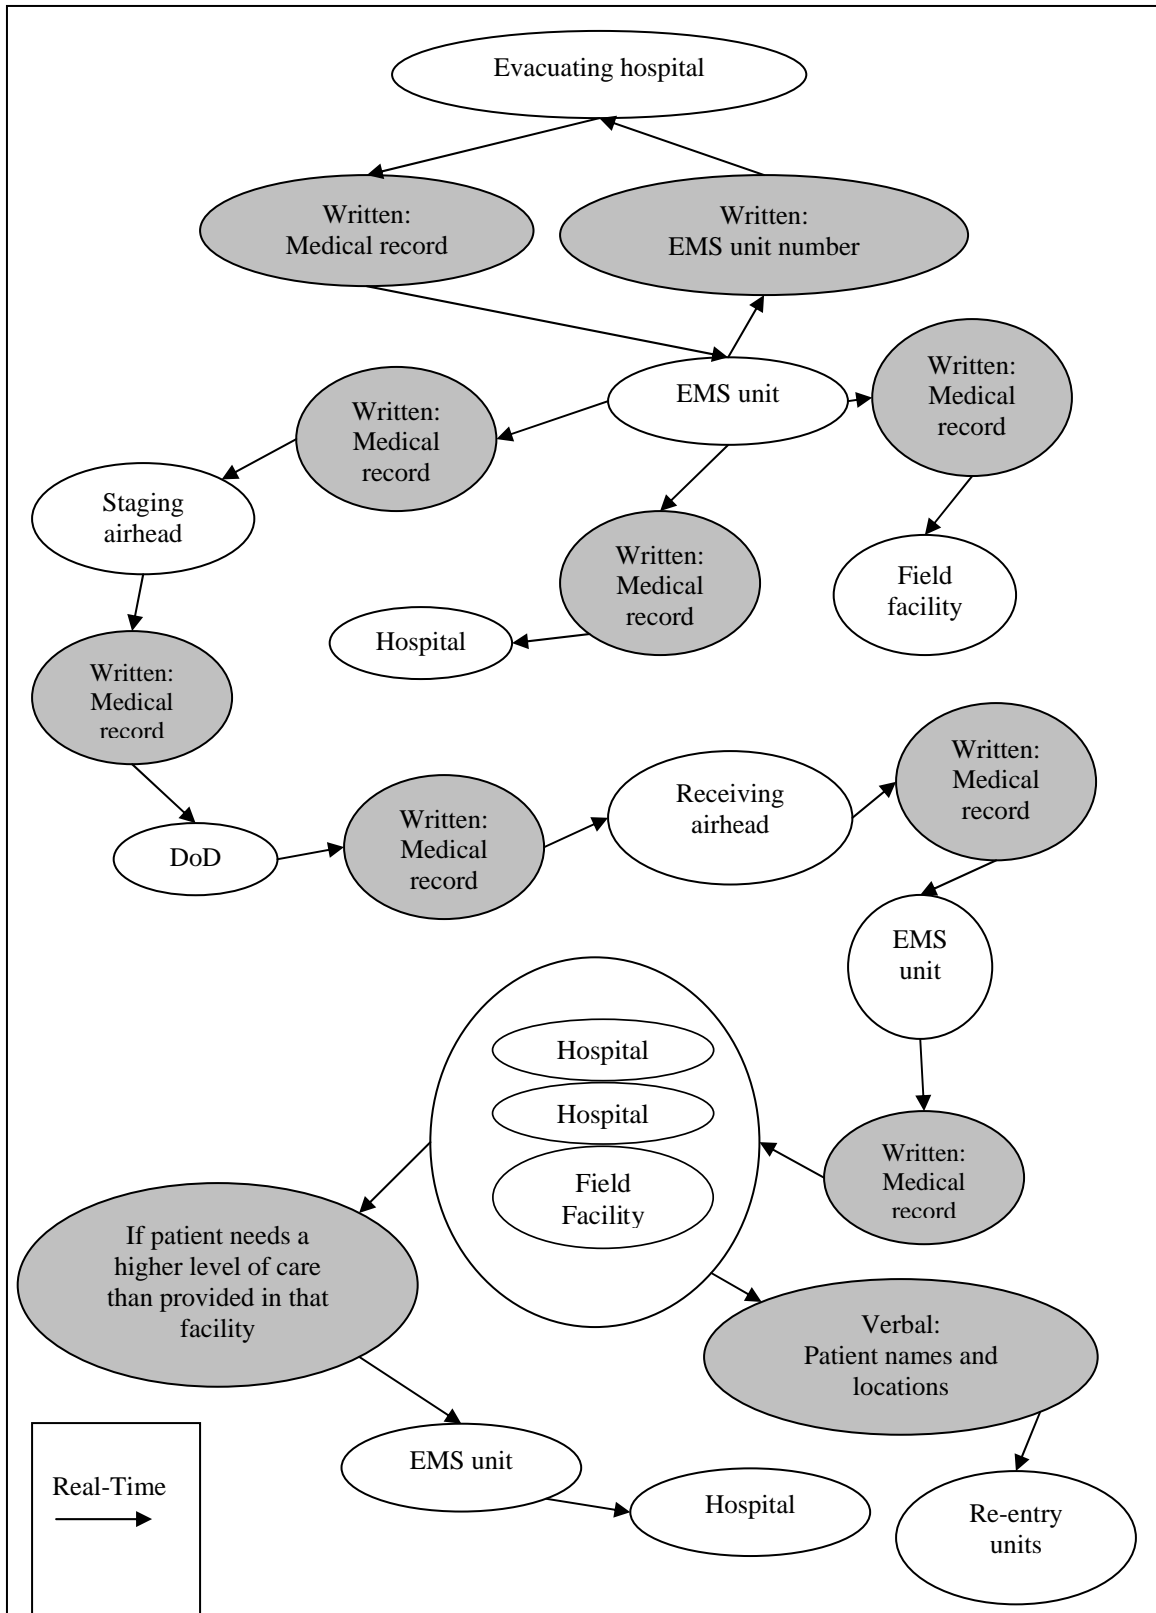 Evacuating hospital
Written:
Medical record
Written:
EMS unit number
EMS unit
Written:
Medical
record
Written:
Medical
record
Staging
airhead
Written:
Medical
record
Field
facility
Hospital
Written:
Medical
record
Written:
Medical
record
Receiving
airhead
Written:
Medical
record
DoD
EMS
unit
Hospital
Hospital
Field
Facility
Written:
Medical
record
If patient needs a
higher level of care
than provided in that
facility
Verbal:
Patient names and
locations
EMS unit
Hospital
Re-entry
units
Real-Time